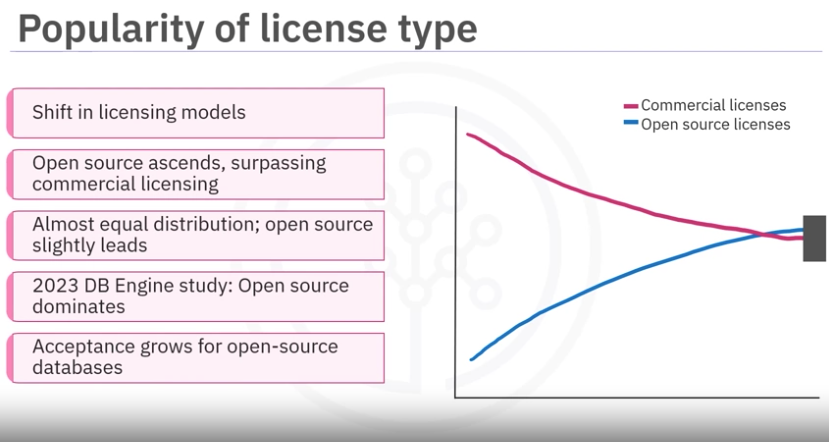 Popularity of license type
Shift in licensing models
Open source ascends, surpassing
commercial licensing
Almost equal distribution; open source
slightly leads
2023 DB Engine study: Open source
dominates
Acceptance grows for open-source
databases
Commercial licenses
Open source licenses